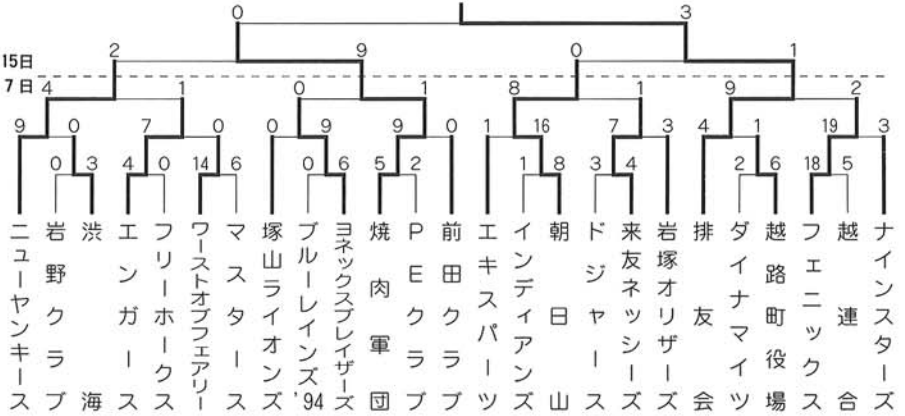 0 3
2 9 0 1
15日
7日
4 1 0 1 8 1 9 2
9 0 7 0 0 9 9 0 1 16 7 3 4 1 19 3
0 3 4 0 14 6 0 6 5 2 1 8 3 4 2 6 18 5
ニューヤンキース
岩野クラブ
渋海
エンガース
フリーホークス
ワーストオブフェアリー
マスタース
塚山ライオンズ
ブルーレインズ'94
ヨネックスブレイザーズ
焼肉軍団
PEクラブ
前田クラブ
エキスパーツ
インディアンズ
朝日山
ドジャース
来友ネッシーズ
岩塚オリザーズ
排友会
ダイナマイツ
越路町役場
フェニックス
越連合
ナインスターズ